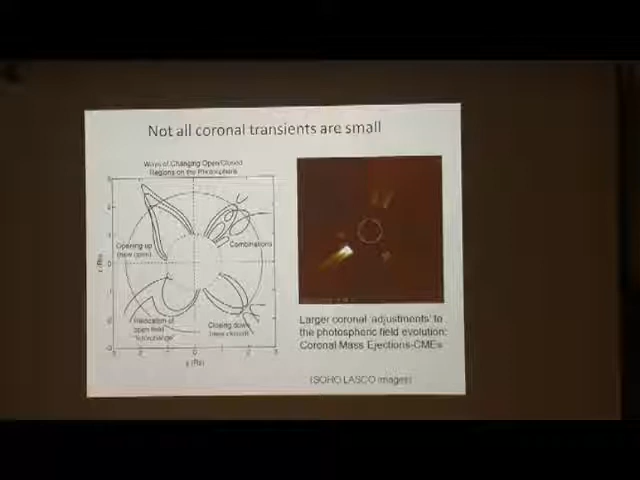 Not all coronal transients are small
Ways of Changing Open/Closed
Regions on the Photosphere
Opening up
(new open)
Combinations
Relocation of
open field
Closing down
(new closed)
Larger coronal 'adjustments' to
the photospheric field evolution:
Coronal Mass Ejections-CMEs
(SOHO LASCO images)